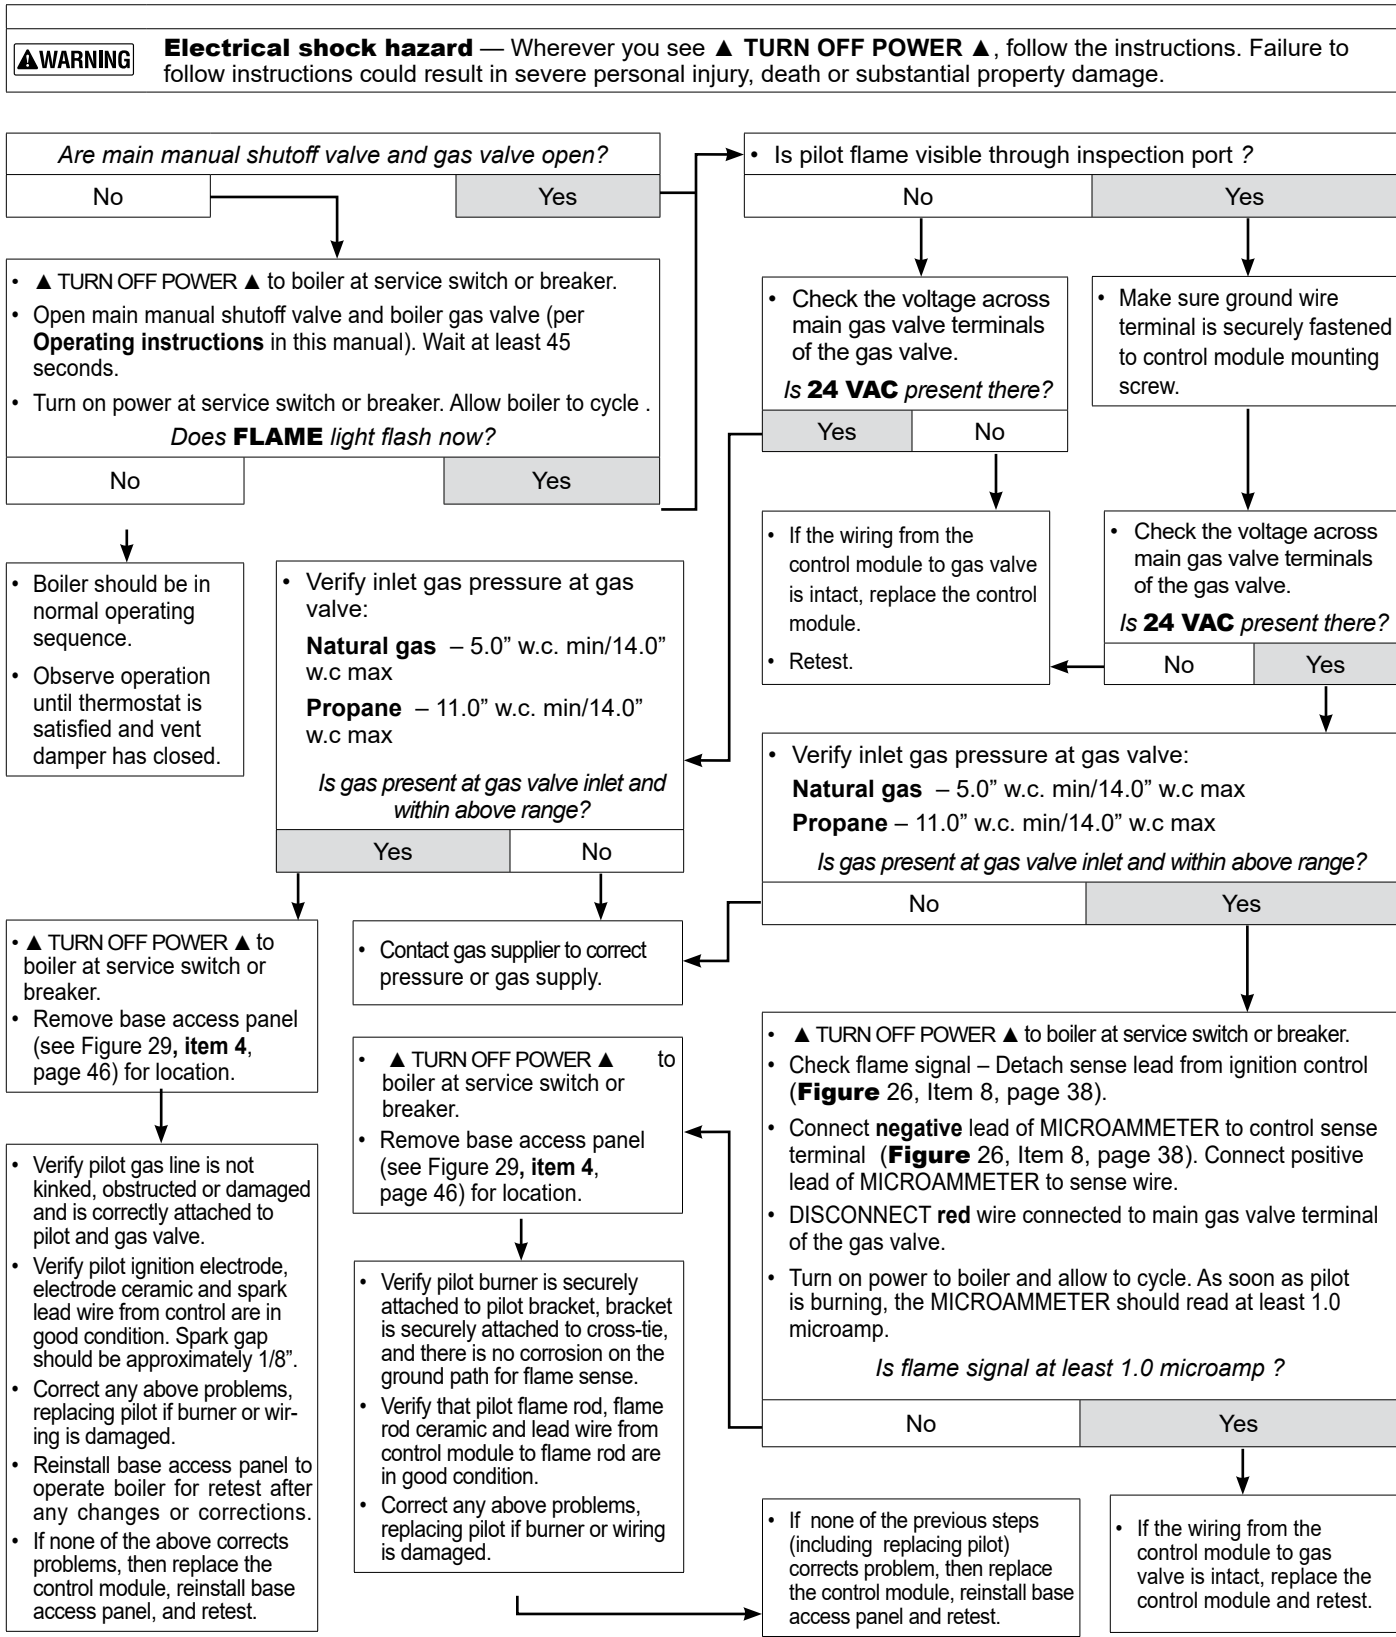 WARNING
Electrical shock hazard — Wherever you see ▲ TURN OFF POWER ▲, follow the instructions. Failure to
follow instructions could result in severe personal injury, death or substantial property damage.
Are main manual shutoff valve and gas valve open?
No
Yes
• ▲ TURN OFF POWER ▲ to boiler at service switch or breaker.
• Open main manual shutoff valve and boiler gas valve (per
Operating instructions in this manual). Wait at least 45
seconds.
• Turn on power at service switch or breaker. Allow boiler to cycle .
Does FLAME light flash now?
No
Yes
• Boiler should be in
normal operating
sequence.
• Observe operation
until thermostat is
satisfied and vent
damper has closed.
• Is pilot flame visible through inspection port ?
No
Yes
• Check the voltage across
main gas valve terminals
of the gas valve.
Is 24 VAC present there?
Yes
No
• Make sure ground wire
terminal is securely fastened
to control module mounting
screw.
• If the wiring from the
control module to gas valve
is intact, replace the control
module.
• Retest.
• Check the voltage across
main gas valve terminals
of the gas valve.
Is 24 VAC present there?
No
Yes
• Verify inlet gas pressure at gas
valve:
Natural gas – 5.0” w.c. min/14.0”
w.c max
Propane – 11.0” w.c. min/14.0”
w.c max
Is gas present at gas valve inlet and
within above range?
Yes
No
• Verify inlet gas pressure at gas valve:
Natural gas – 5.0” w.c. min/14.0” w.c max
Propane – 11.0” w.c. min/14.0” w.c max
Is gas present at gas valve inlet and within above range?
No
Yes
• ▲ TURN OFF POWER ▲ to
boiler at service switch or
breaker.
• Remove base access panel
(see Figure 29, item 4,
page 46) for location.
• Contact gas supplier to correct
pressure or gas supply.
• ▲ TURN OFF POWER ▲ to
boiler at service switch or
breaker.
• Remove base access panel
(see Figure 29, item 4,
page 46) for location.
• ▲ TURN OFF POWER ▲ to boiler at service switch or breaker.
• Check flame signal – Detach sense lead from ignition control
(Figure 26, Item 8, page 38).
• Connect negative lead of MICROAMMETER to control sense
terminal (Figure 26, Item 8, page 38). Connect positive
lead of MICROAMMETER to sense wire.
• DISCONNECT red wire connected to main gas valve terminal
of the gas valve.
• Turn on power to boiler and allow to cycle. As soon as pilot
is burning, the MICROAMMETER should read at least 1.0
microamp.
Is flame signal at least 1.0 microamp ?
No
Yes
• Verify pilot gas line is not
kinked, obstructed or damaged
and is correctly attached to
pilot and gas valve.
• Verify pilot ignition electrode,
electrode ceramic and spark
lead wire from control are in
good condition. Spark gap
should be approximately 1/8”.
• Correct any above problems,
replacing pilot if burner or wir-
ing is damaged.
• Reinstall base access panel to
operate boiler for retest after
any changes or corrections.
• If none of the above corrects
problems, then replace the
control module, reinstall base
access panel, and retest.
• Verify pilot burner is securely
attached to pilot bracket, bracket
is securely attached to cross-tie,
and there is no corrosion on the
ground path for flame sense.
• Verify that pilot flame rod, flame
rod ceramic and lead wire from
control module to flame rod are
in good condition.
• Correct any above problems,
replacing pilot if burner or wiring
is damaged.
• If none of the previous steps
(including replacing pilot)
corrects problem, then replace
the control module, reinstall base
access panel and retest.
• If the wiring from the
control module to gas
valve is intact, replace the
control module and retest.